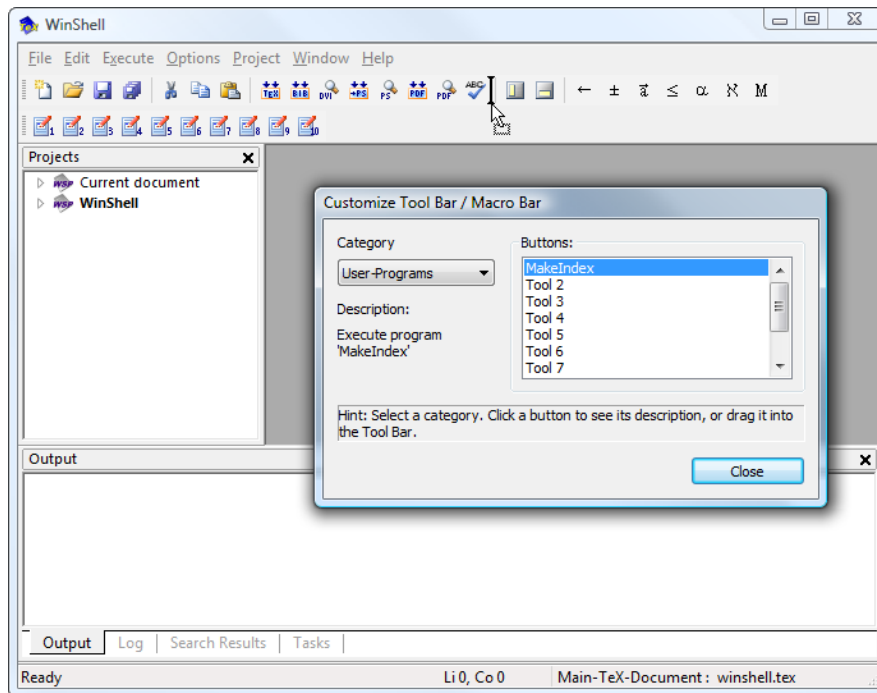 WinShell
File Edit Execute Options Project Window Help
TEX BIB DVI PS PS PDF PDF ABC ← ± a⃗ ≤ α ℵ M
1 2 3 4 5 6 7 8 9 10
Projects
WSP Current document
WSP WinShell
Customize Tool Bar / Macro Bar
Category
User-Programs
Description:
Execute program
'MakeIndex'
Buttons:
MakeIndex
Tool 2
Tool 3
Tool 4
Tool 5
Tool 6
Tool 7
Hint: Select a category. Click a button to see its description, or drag it into
the Tool Bar.
Close
Output
Output Log Search Results Tasks
Ready Li 0, Co 0 Main-TeX-Document : winshell.tex